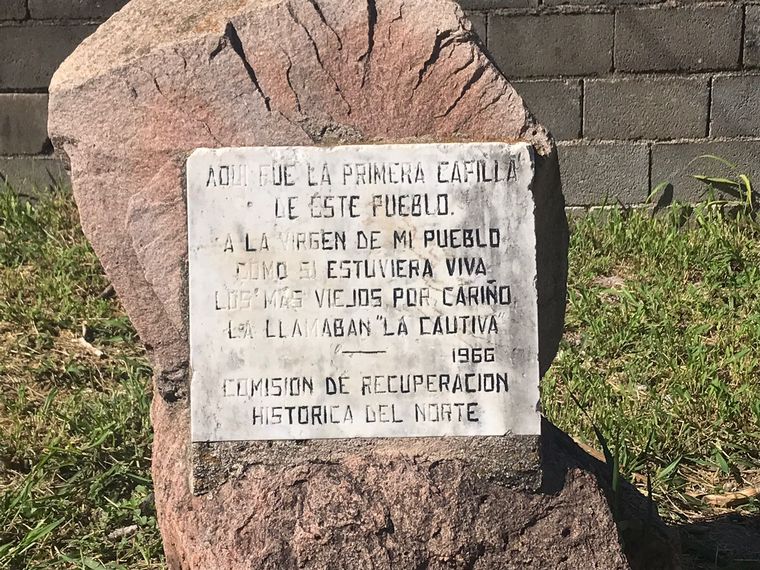 AQUI FUE LA PRIMERA CAPILLA
DE ESTE PUEBLO.
A LA VIRGEN DE MI PUEBLO
COMO SI ESTUVIERA VIVA
LOS MAS VIEJOS POR CARIÑO,
LA LLAMABAN "LA CAUTIVA"
1966
COMISION DE RECUPERACION
HISTORICA DEL NORTE